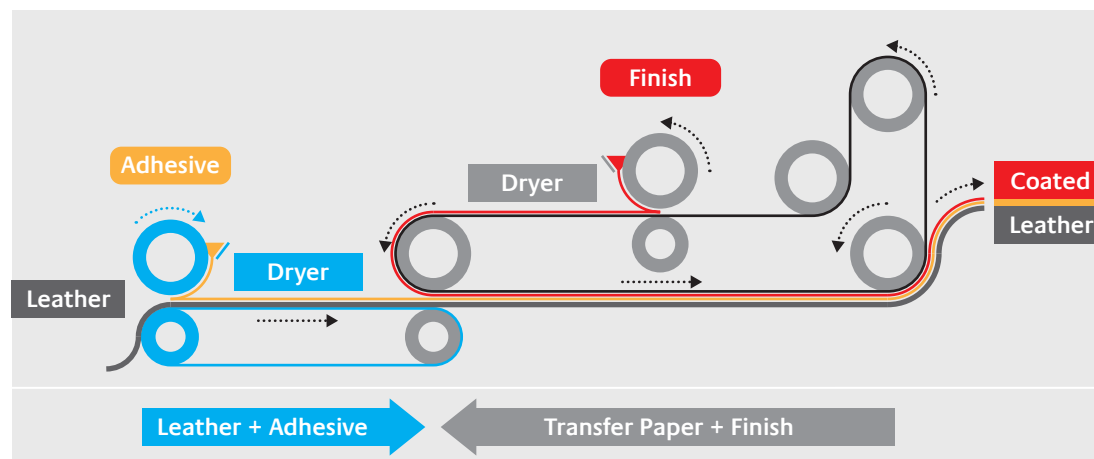 Finish
Adhesive
Dryer
Coated
Leather
Dryer
Leather
Leather + Adhesive
Transfer Paper + Finish